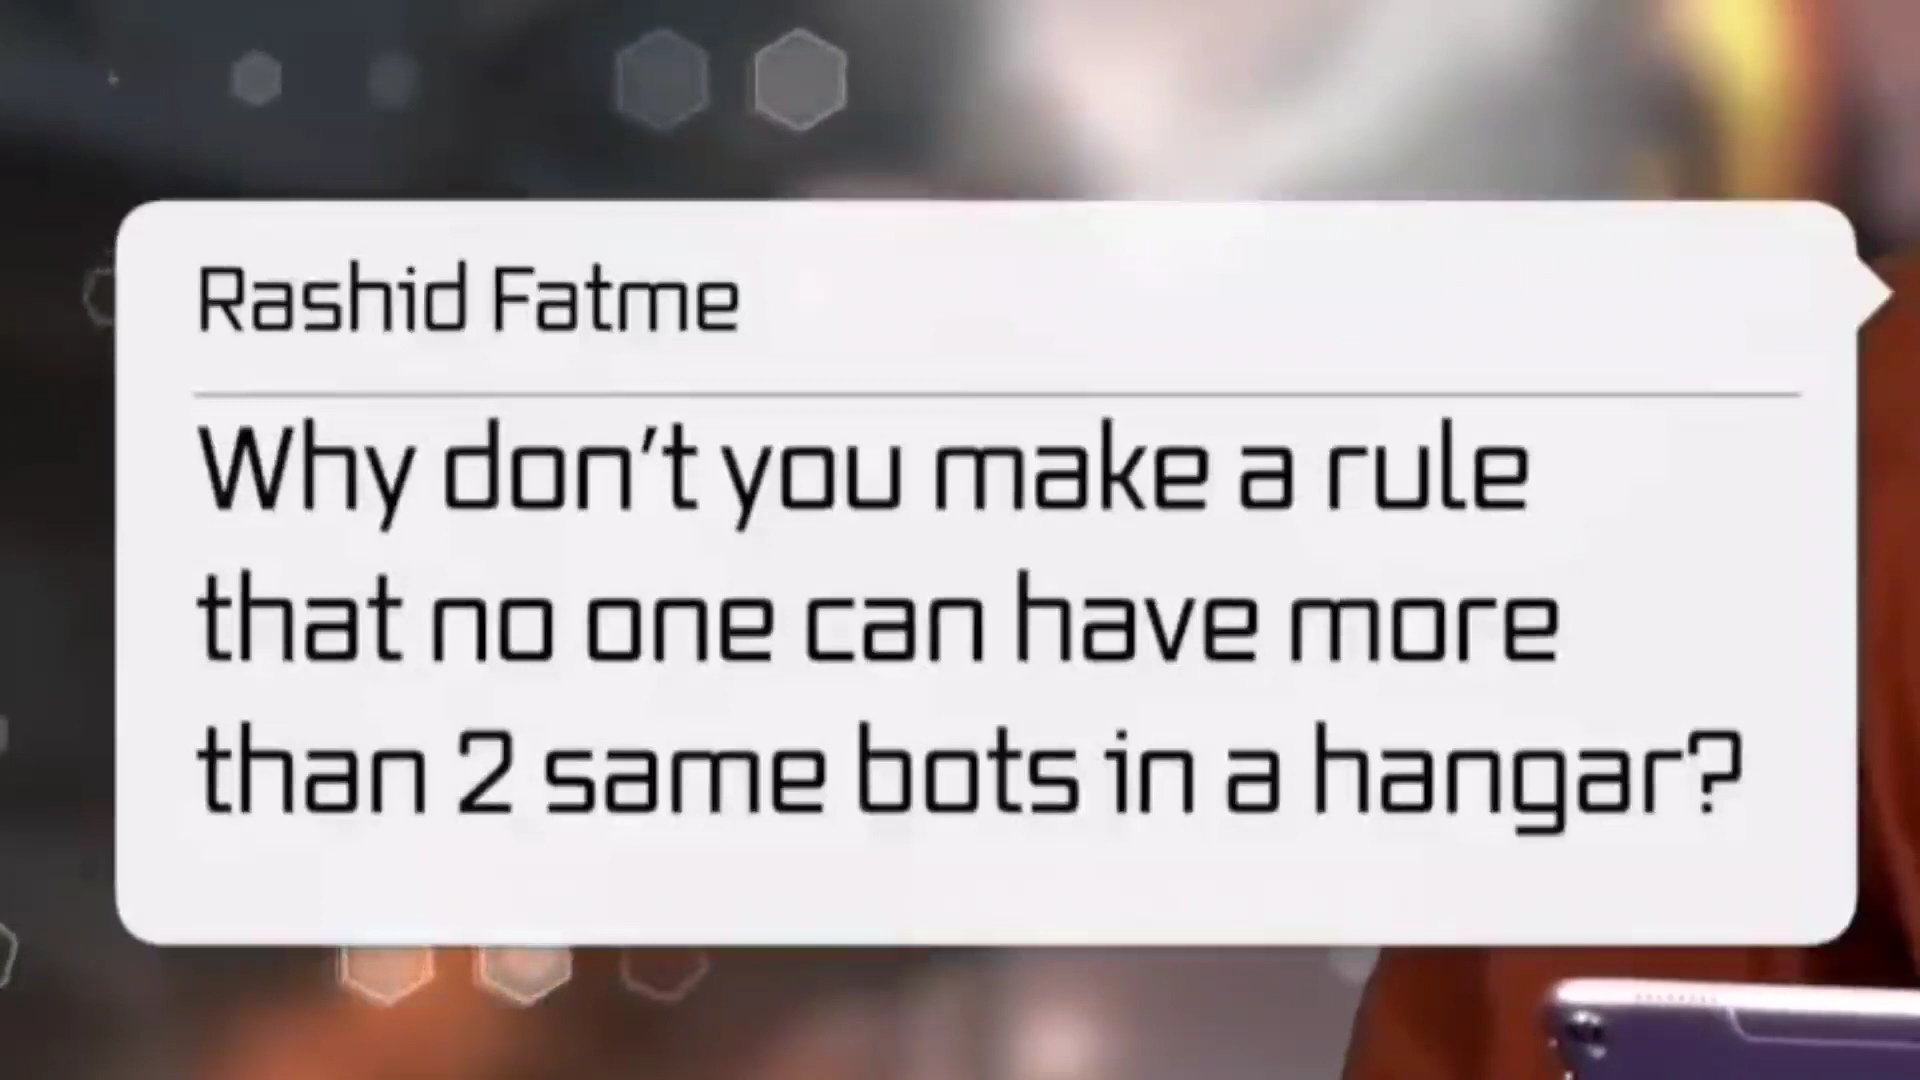 Rashid Fatme
Why don't you make a rule
that no one can have more
than 2 same bots in a hangar?